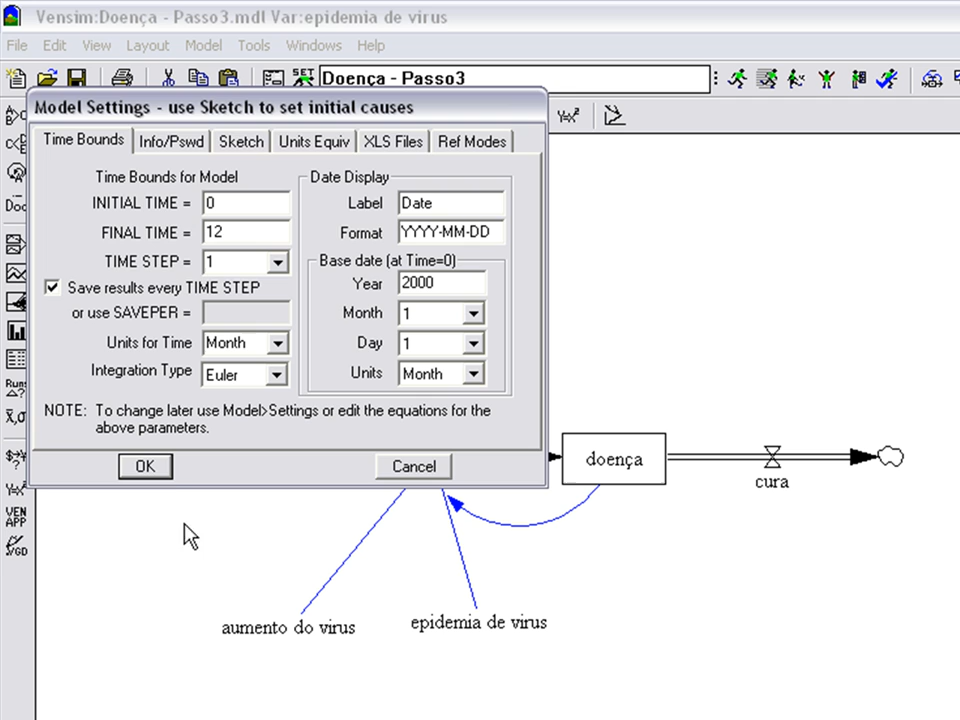 Vensim:Doença - Passo3.mdl Var:epidemia de virus
File Edit View Layout Model Tools Windows Help
SET
Doença - Passo3
Model Settings - use Sketch to set initial causes
Time Bounds Info/Pswd Sketch Units Equiv XLS Files Ref Modes
Time Bounds for Model
INITIAL TIME = 0
FINAL TIME = 12
TIME STEP = 1
Save results every TIME STEP
or use SAVEPER =
Units for Time Month
Integration Type Euler
Date Display
Label Date
Format YYYY-MM-DD
Base date (at Time=0)
Year 2000
Month 1
Day 1
Units Month
NOTE: To change later use Model>Settings or edit the equations for the
above parameters.
OK Cancel
Doc
Runs
VEN
APP
doença
cura
aumento do virus
epidemia de virus